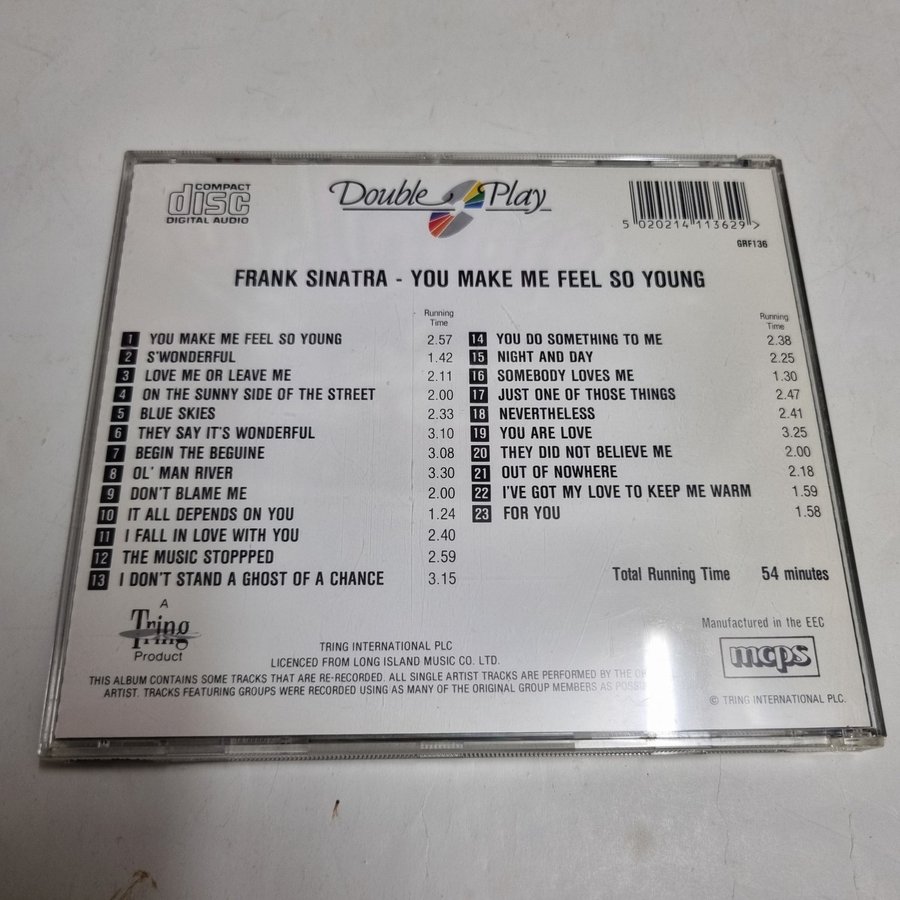 COMPACT
disc
DIGITAL AUDIO
Double Play
5 020214 113629 >
GRF136
FRANK SINATRA - YOU MAKE ME FEEL SO YOUNG
Running
Time
1 YOU MAKE ME FEEL SO YOUNG 2.57
2 S'WONDERFUL 1.42
3 LOVE ME OR LEAVE ME 2.11
4 ON THE SUNNY SIDE OF THE STREET 2.00
5 BLUE SKIES 2.33
6 THEY SAY IT'S WONDERFUL 3.10
7 BEGIN THE BEGUINE 3.08
8 OL' MAN RIVER 3.30
9 DON'T BLAME ME 2.00
10 IT ALL DEPENDS ON YOU 1.24
11 I FALL IN LOVE WITH YOU 2.40
12 THE MUSIC STOPPPED 2.59
13 I DON'T STAND A GHOST OF A CHANCE 3.15
Running
Time
14 YOU DO SOMETHING TO ME 2.38
15 NIGHT AND DAY 2.25
16 SOMEBODY LOVES ME 1.30
17 JUST ONE OF THOSE THINGS 2.47
18 NEVERTHELESS 2.41
19 YOU ARE LOVE 3.25
20 THEY DID NOT BELIEVE ME 2.00
21 OUT OF NOWHERE 2.18
22 I'VE GOT MY LOVE TO KEEP ME WARM 1.59
23 FOR YOU 1.58
Total Running Time 54 minutes
A
Tring
Product
TRING INTERNATIONAL PLC
LICENCED FROM LONG ISLAND MUSIC CO. LTD.
THIS ALBUM CONTAINS SOME TRACKS THAT ARE RE-RECORDED. ALL SINGLE ARTIST TRACKS ARE PERFORMED BY THE
ARTIST. TRACKS FEATURING GROUPS WERE RECORDED USING AS MANY OF THE ORIGINAL GROUP MEMBERS AS
Manufactured in the EEC
mcps
© TRING INTERNATIONAL PLC.